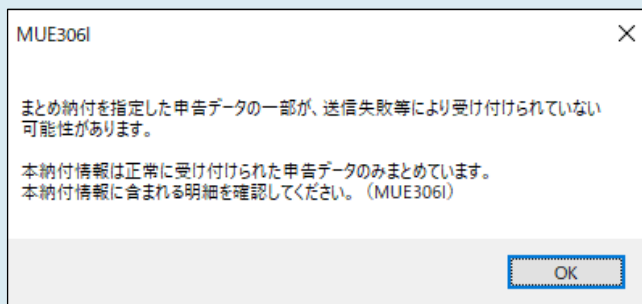 MUE306I
まとめ納付を指定した申告データの一部が、送信失敗等により受け付けられていない
可能性があります。
本納付情報は正常に受け付けられた申告データのみまとめています。
本納付情報に含まれる明細を確認してください。（MUE306I）
OK